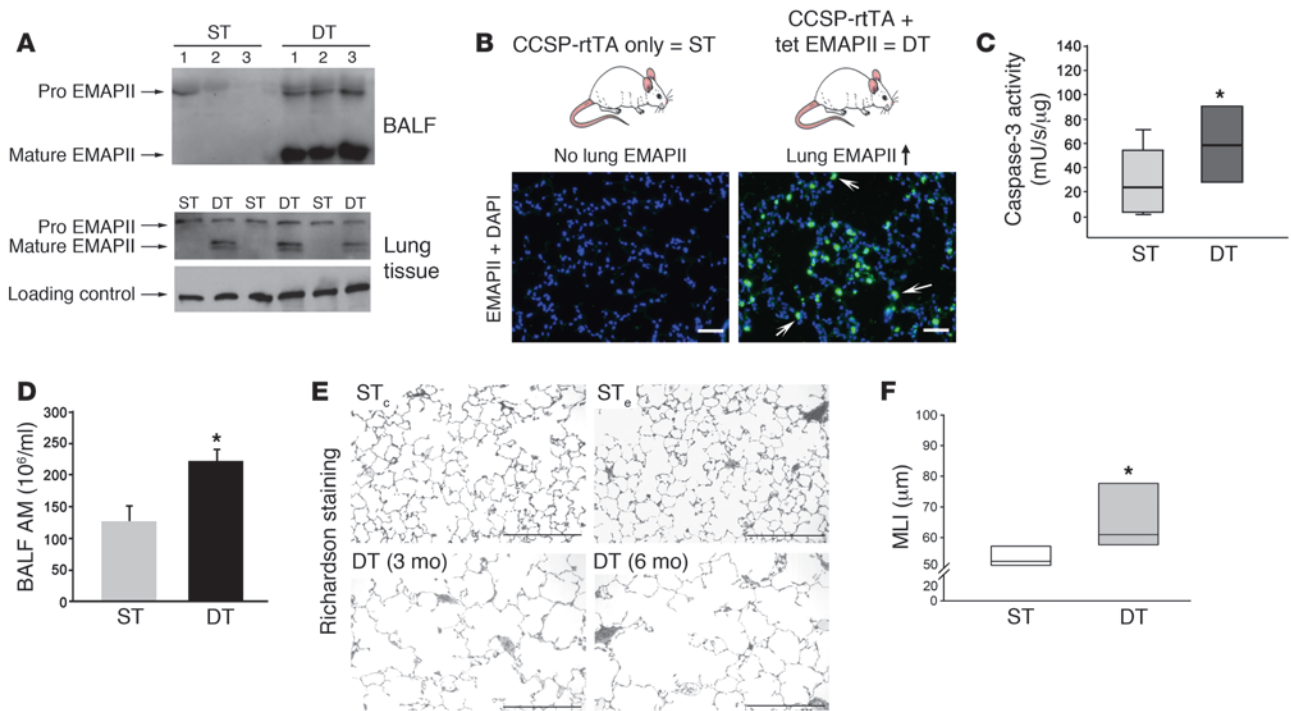 A
ST DT
1 2 3 1 2 3
Pro EMAPII
Mature EMAPII
BALF
ST DT ST DT ST DT
Pro EMAPII
Mature EMAPII
Lung
tissue
Loading control
B
CCSP-rtTA only = ST
CCSP-rtTA +
tet EMAPII = DT
No lung EMAPII
Lung EMAPII
EMAPII + DAPI
C
Caspase-3 activity
(mU/s/μg)
140
120
100
80
60
40
20
0
*
ST DT
D
BALF AM (10⁶/ml)
300
250
200
150
100
50
0
*
ST DT
E
Richardson staining
STc
STe
DT (3 mo)
DT (6 mo)
F
MLI (μm)
100
90
80
70
60
50
20
0
*
ST DT